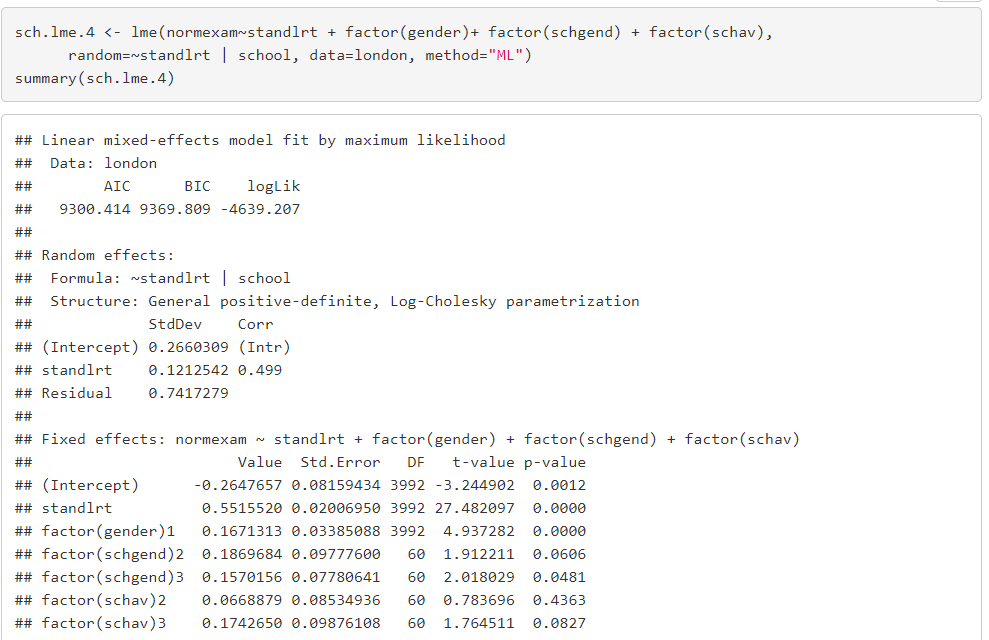 sch.lme.4 <- lme(normexam~standlrt + factor(gender)+ factor(schgend) + factor(schav),
      random=~standlrt | school, data=london, method="ML")
summary(sch.lme.4)
## Linear mixed-effects model fit by maximum likelihood
##  Data: london
##        AIC      BIC    logLik
##   9300.414 9369.809 -4639.207
##
## Random effects:
##  Formula: ~standlrt | school
##  Structure: General positive-definite, Log-Cholesky parametrization
##             StdDev    Corr
## (Intercept) 0.2660309 (Intr)
## standlrt    0.1212542 0.499
## Residual    0.7417279
##
## Fixed effects: normexam ~ standlrt + factor(gender) + factor(schgend) + factor(schav)
##                       Value  Std.Error   DF   t-value p-value
## (Intercept)      -0.2647657 0.08159434 3992 -3.244902  0.0012
## standlrt          0.5515520 0.02006950 3992 27.482097  0.0000
## factor(gender)1   0.1671313 0.03385088 3992  4.937282  0.0000
## factor(schgend)2  0.1869684 0.09777600   60  1.912211  0.0606
## factor(schgend)3  0.1570156 0.07780641   60  2.018029  0.0481
## factor(schav)2    0.0668879 0.08534936   60  0.783696  0.4363
## factor(schav)3    0.1742650 0.09876108   60  1.764511  0.0827